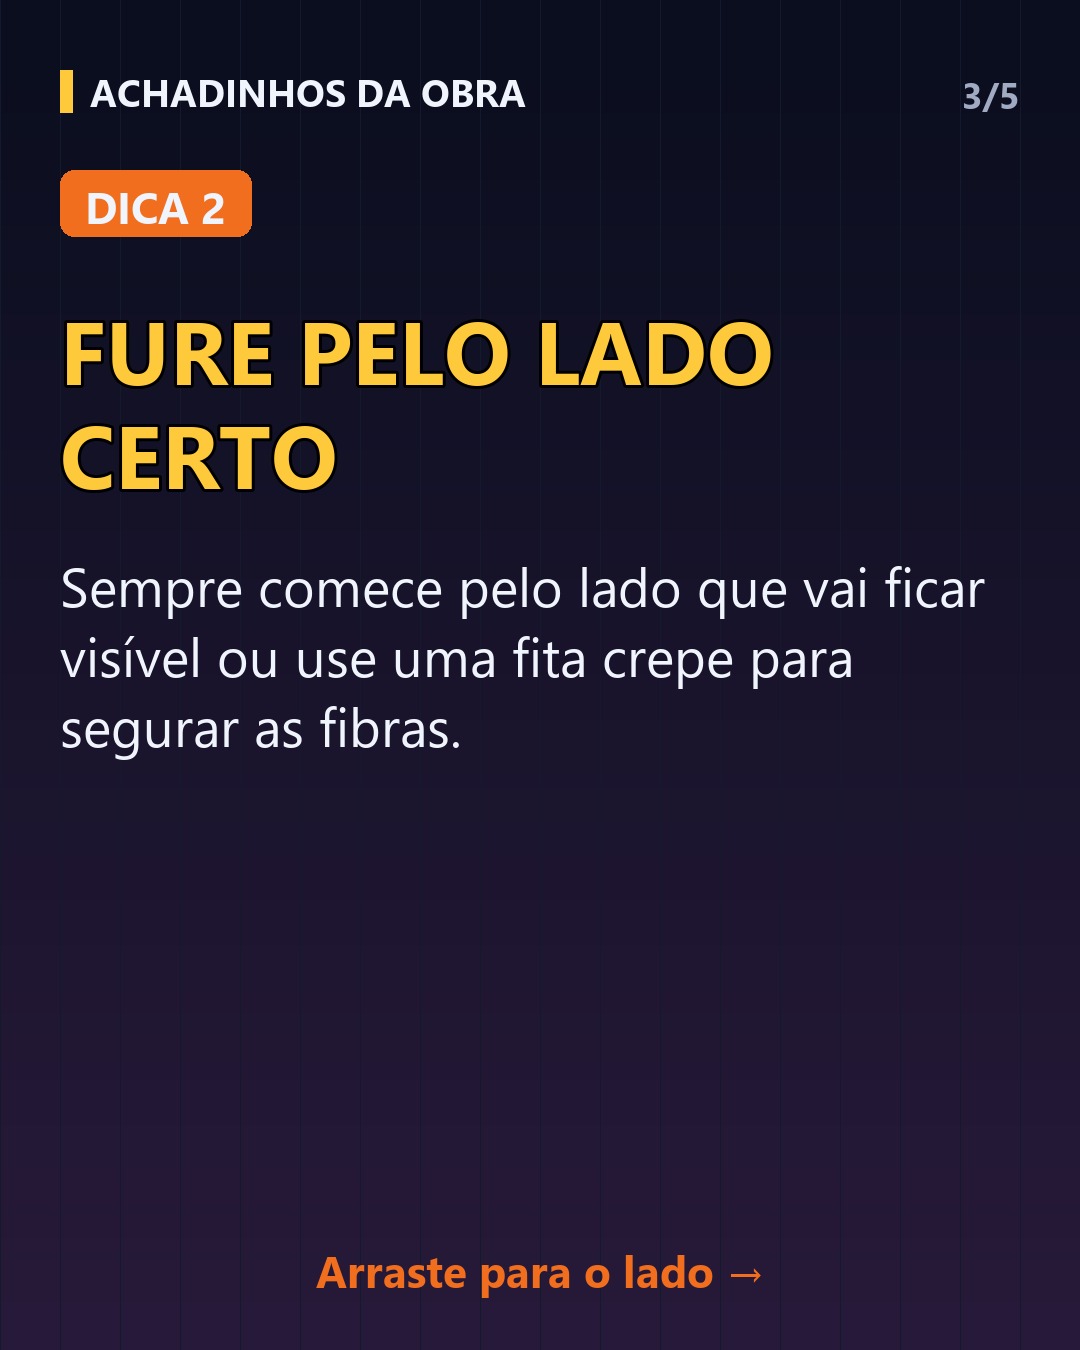 ACHADINHOS DA OBRA
3/5
DICA 2
FURE PELO LADO
CERTO
Sempre comece pelo lado que vai ficar
visível ou use uma fita crepe para
segurar as fibras.
Arraste para o lado →